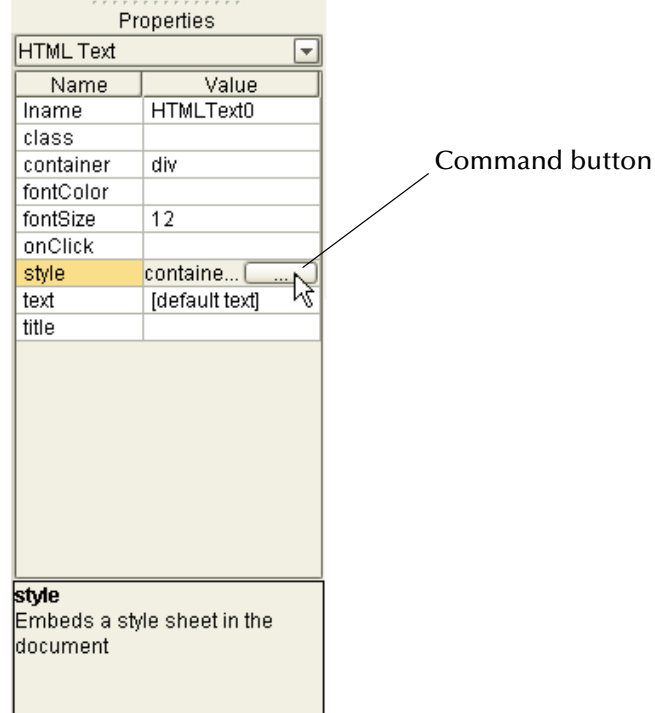 Properties
HTML Text
Name Value
Iname HTMLText0
class
container div
fontColor
fontSize 12
onClick
style containe... ...
text [default text]
title
Command button
style
Embeds a style sheet in the
document